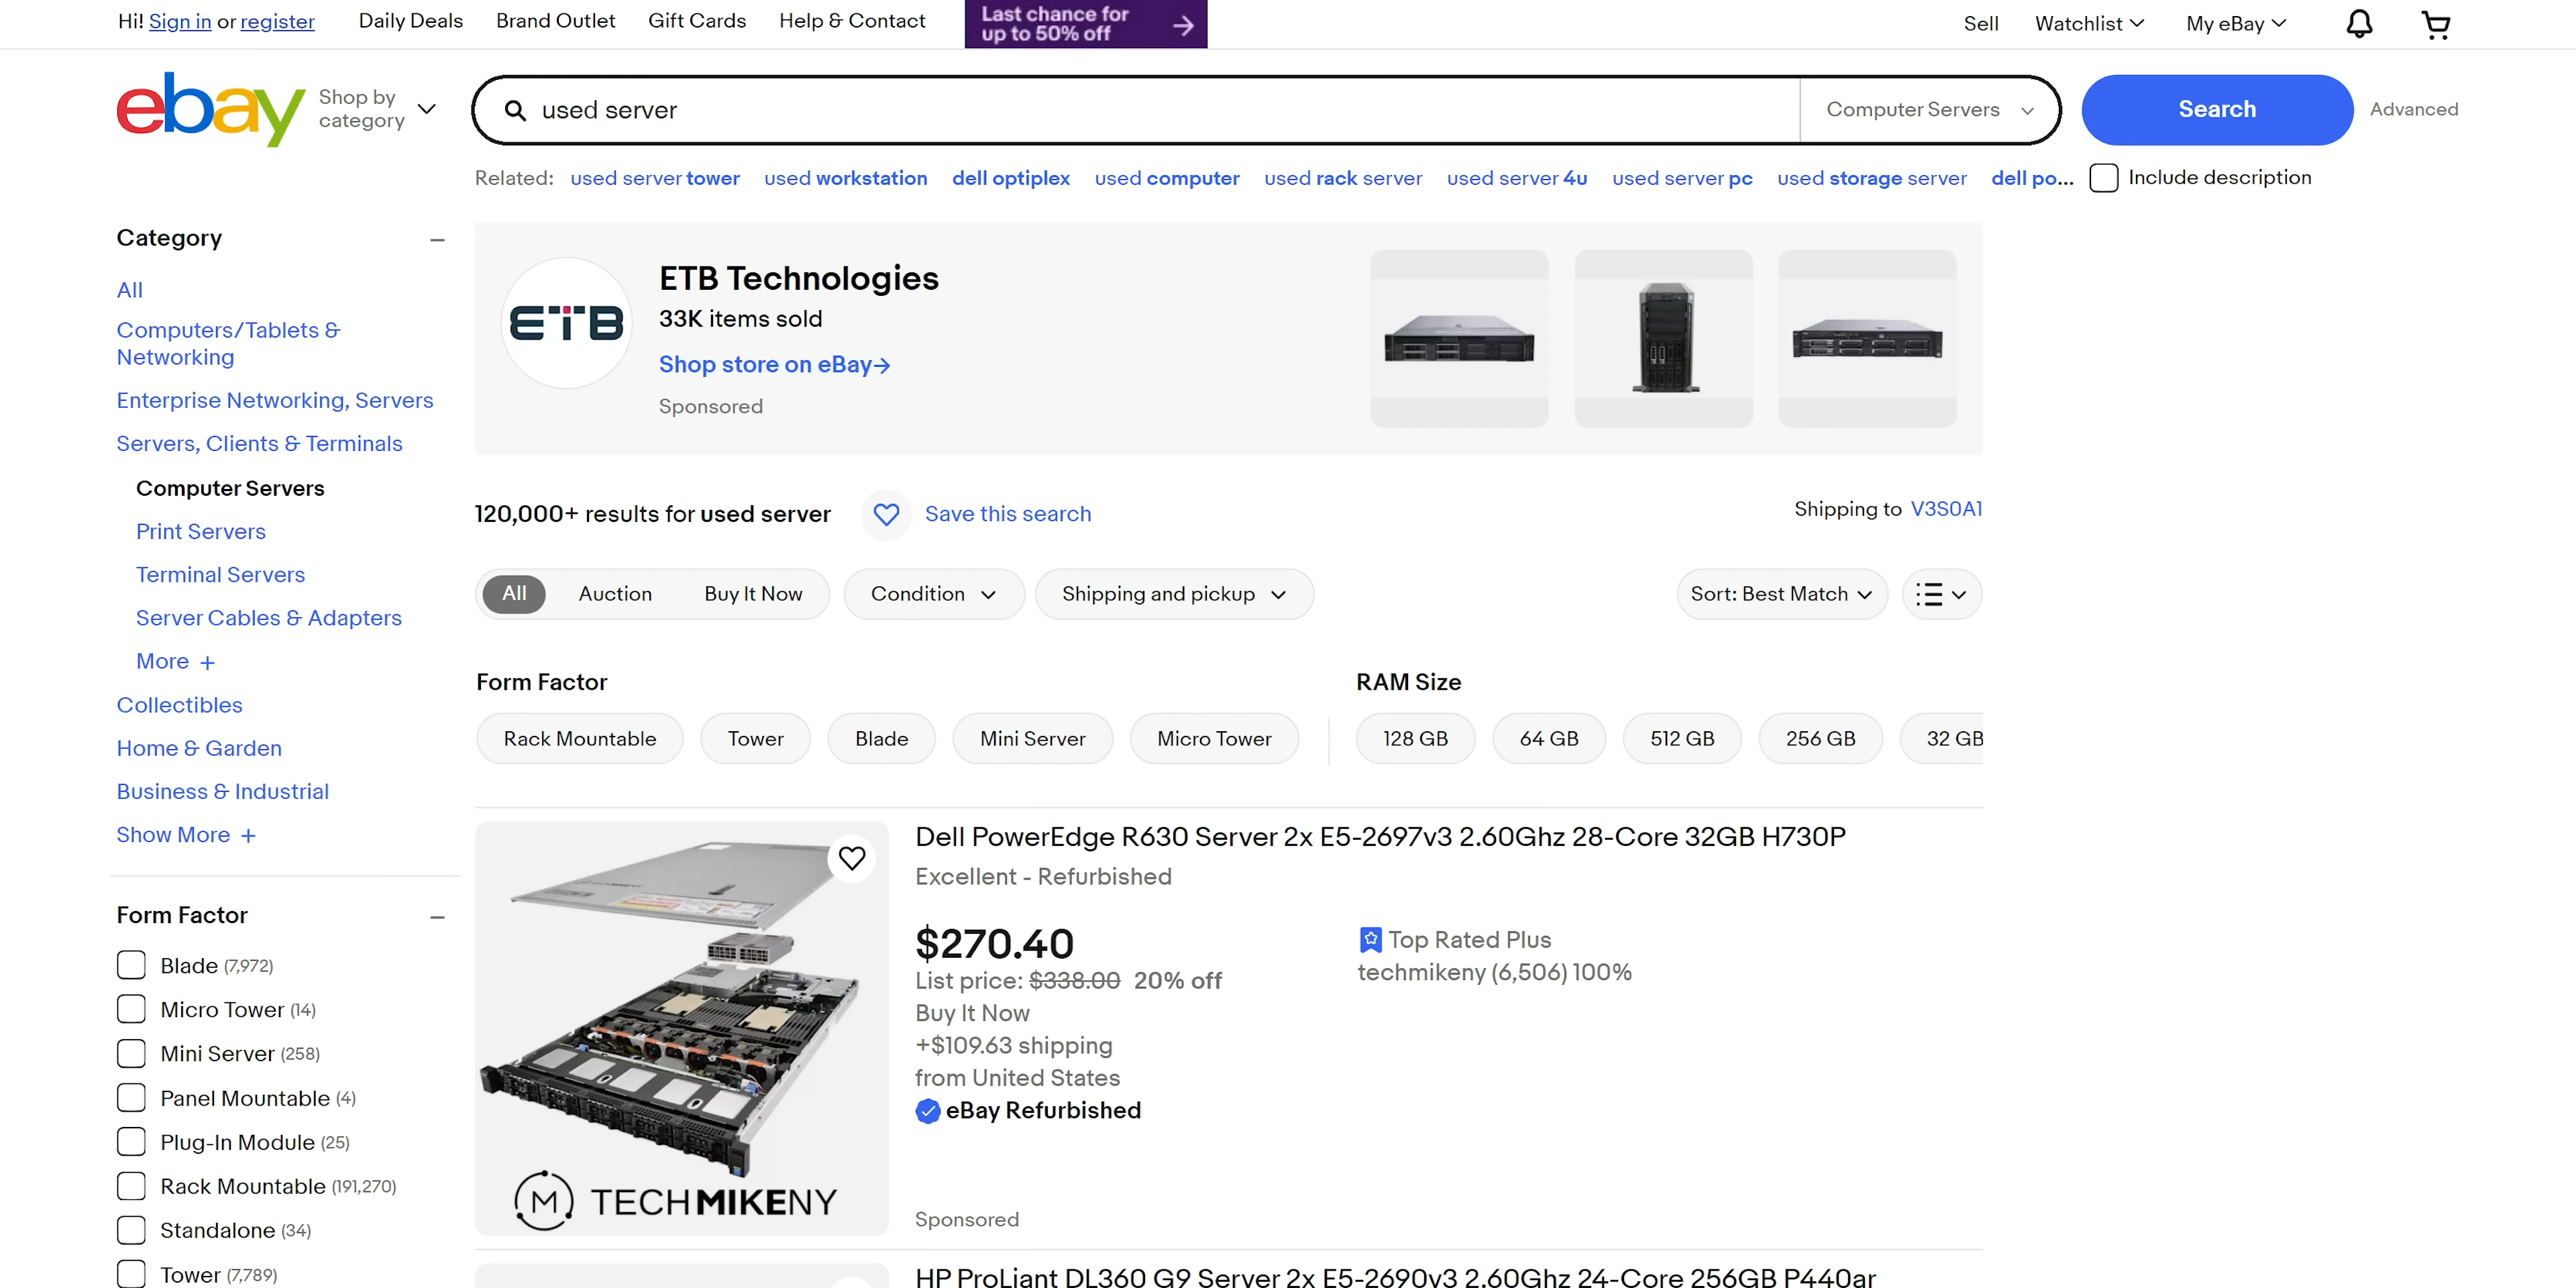 Hi! Sign in or register
Daily Deals
Brand Outlet
Gift Cards
Help & Contact
Last chance for
up to 50% off
Sell
Watchlist
My eBay
ebay
Shop by
category
used server
Computer Servers
Search
Advanced
Related: used server tower used workstation dell optiplex used computer used rack server used server 4u used server pc used storage server dell po...
Include description
Category
All
Computers/Tablets &
Networking
Enterprise Networking, Servers
Servers, Clients & Terminals
Computer Servers
Print Servers
Terminal Servers
Server Cables & Adapters
More +
Collectibles
Home & Garden
Business & Industrial
Show More +
Form Factor
Blade (7,972)
Micro Tower (14)
Mini Server (258)
Panel Mountable (4)
Plug-In Module (25)
Rack Mountable (191,270)
Standalone (34)
Tower (7,789)
ETB
ETB Technologies
33K items sold
Shop store on eBay→
Sponsored
120,000+ results for used server
Save this search
Shipping to V3S0A1
All
Auction
Buy It Now
Condition
Shipping and pickup
Sort: Best Match
Form Factor
Rack Mountable
Tower
Blade
Mini Server
Micro Tower
RAM Size
128 GB
64 GB
512 GB
256 GB
32 GB
M TECHMIKENY
Dell PowerEdge R630 Server 2x E5-2697v3 2.60Ghz 28-Core 32GB H730P
Excellent - Refurbished
$270.40
List price: $338.00 20% off
Buy It Now
+$109.63 shipping
from United States
eBay Refurbished
Top Rated Plus
techmikeny (6,506) 100%
Sponsored
HP ProLiant DL360 G9 Server 2x E5-2690v3 2.60Ghz 24-Core 256GB P440ar